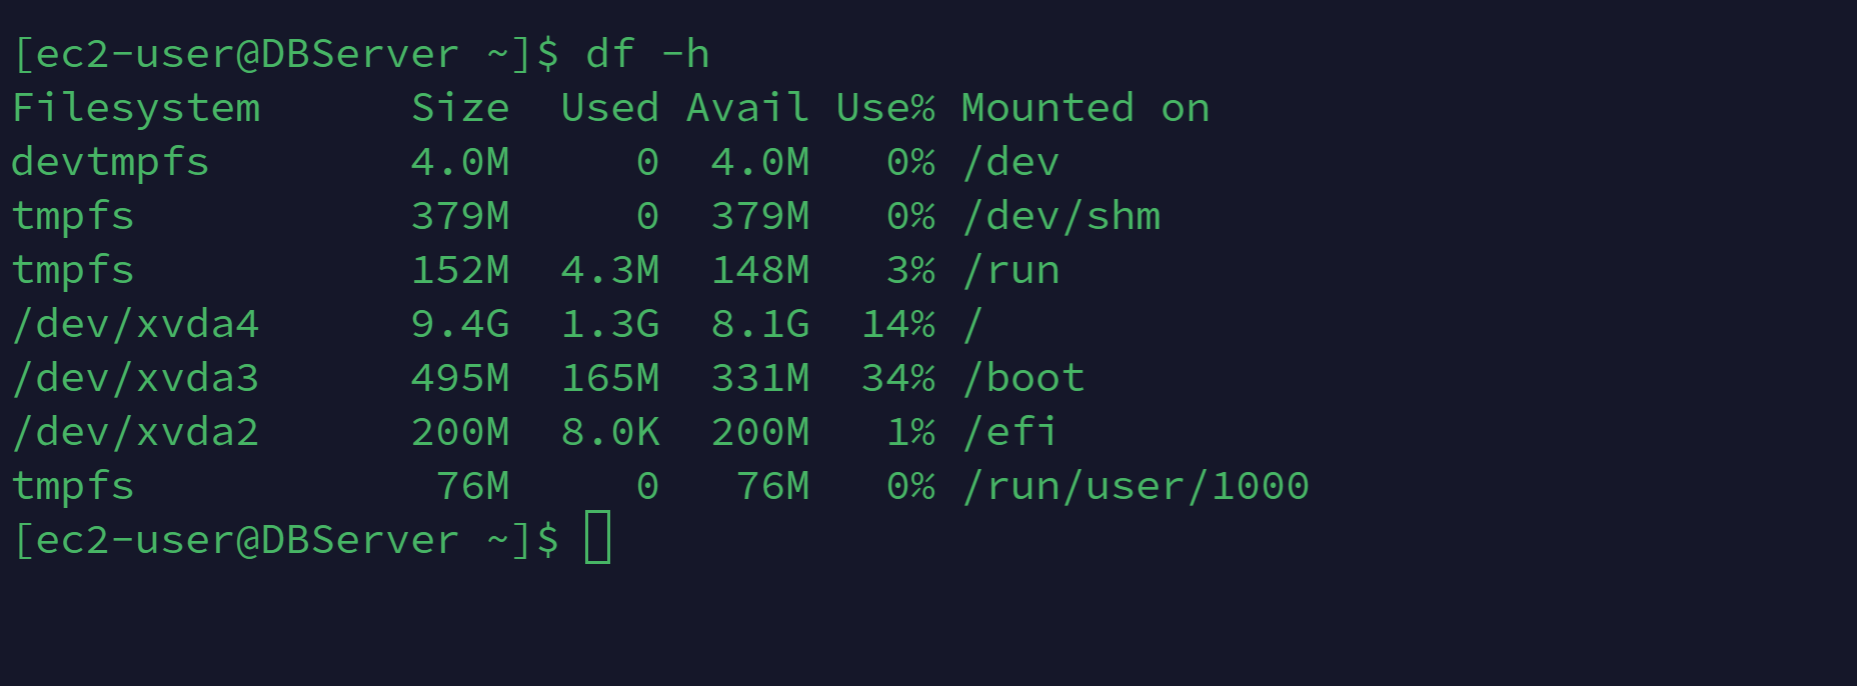 [ec2-user@DBServer ~]$ df -h
Filesystem      Size  Used Avail Use% Mounted on
devtmpfs        4.0M     0  4.0M   0% /dev
tmpfs           379M     0  379M   0% /dev/shm
tmpfs           152M  4.3M  148M   3% /run
/dev/xvda4      9.4G  1.3G  8.1G  14% /
/dev/xvda3      495M  165M  331M  34% /boot
/dev/xvda2      200M  8.0K  200M   1% /efi
tmpfs            76M     0   76M   0% /run/user/1000
[ec2-user@DBServer ~]$